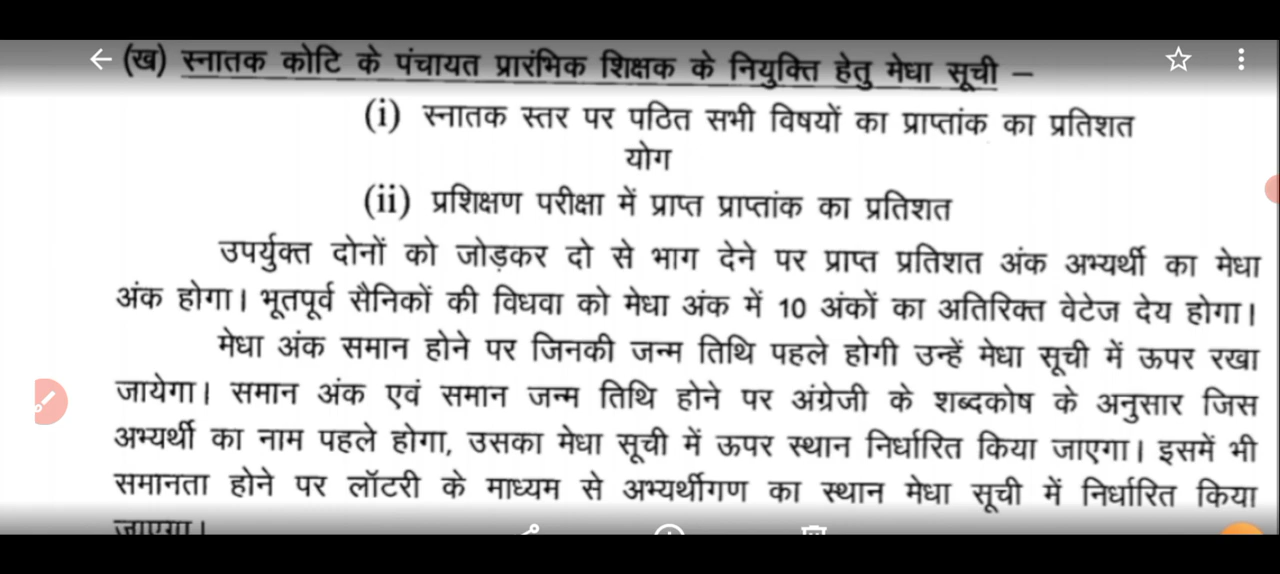 (ख) स्नातक कोटि के पंचायत प्रारंभिक शिक्षक के नियुक्ति हेतु मेधा सूची –
(i) स्नातक स्तर पर पठित सभी विषयों का प्राप्तांक का प्रतिशत
योग
(ii) प्रशिक्षण परीक्षा में प्राप्त प्राप्तांक का प्रतिशत
उपर्युक्त दोनों को जोड़कर दो से भाग देने पर प्राप्त प्रतिशत अंक अभ्यर्थी का मेधा
अंक होगा। भूतपूर्व सैनिकों की विधवा को मेधा अंक में 10 अंकों का अतिरिक्त वेटेज देय होगा।
मेधा अंक समान होने पर जिनकी जन्म तिथि पहले होगी उन्हें मेधा सूची में ऊपर रखा
जायेगा। समान अंक एवं समान जन्म तिथि होने पर अंग्रेजी के शब्दकोष के अनुसार जिस
अभ्यर्थी का नाम पहले होगा, उसका मेधा सूची में ऊपर स्थान निर्धारित किया जाएगा। इसमें भी
समानता होने पर लॉटरी के माध्यम से अभ्यर्थीगण का स्थान मेधा सूची में निर्धारित किया
जाएगा।